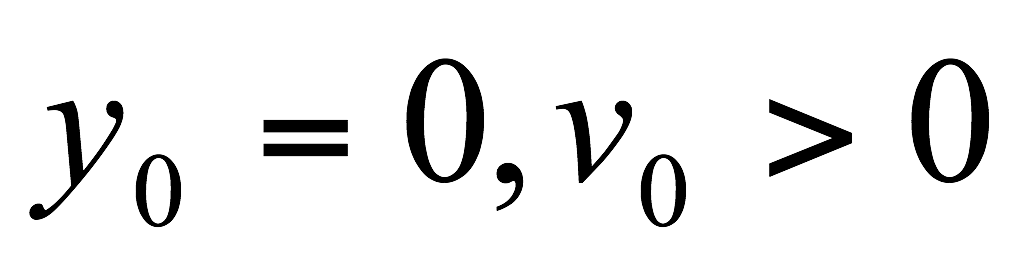 y₀ = 0, v₀ > 0